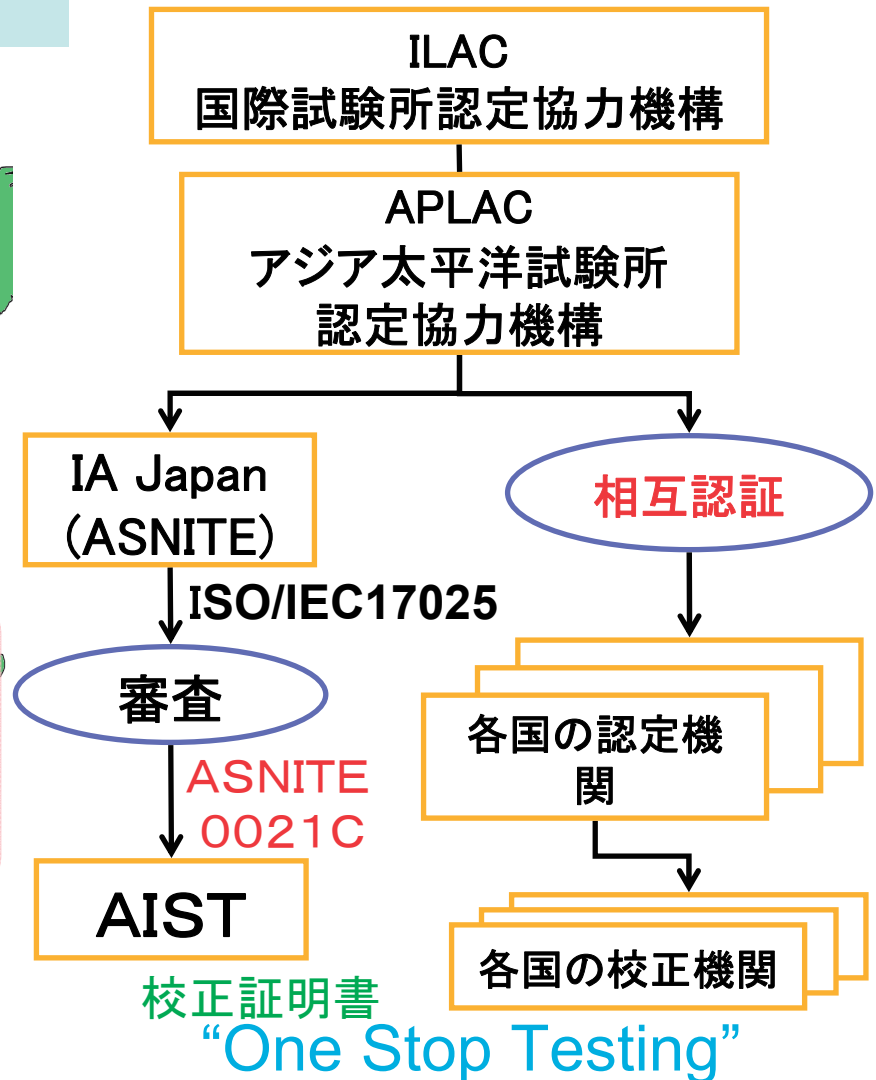 ILAC
国際試験所認定協力機構
APLAC
アジア太平洋試験所
認定協力機構
IA Japan
(ASNITE)
相互認証
ISO/IEC17025
審査
各国の認定機
関
ASNITE
0021C
AIST
各国の校正機関
校正証明書
“One Stop Testing”